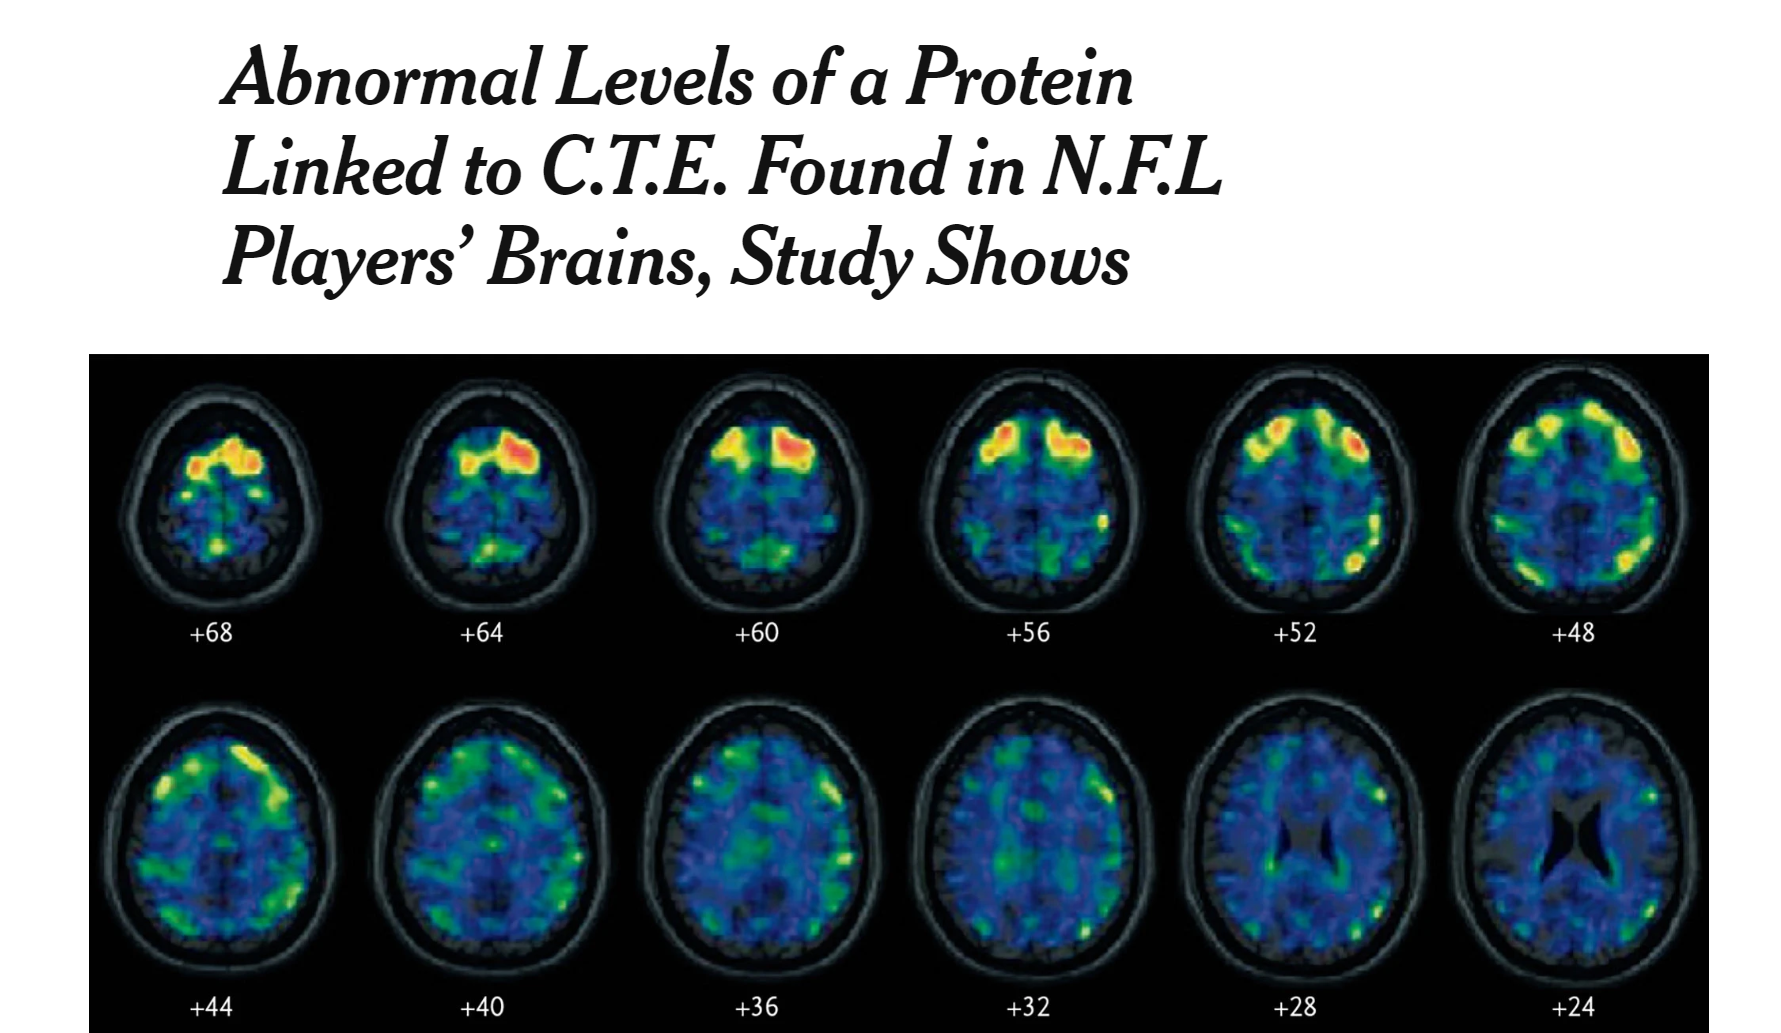 Abnormal Levels of a Protein
Linked to C.T.E. Found in N.F.L
Players’ Brains, Study Shows
+68 +64 +60 +56 +52 +48
+44 +40 +36 +32 +28 +24